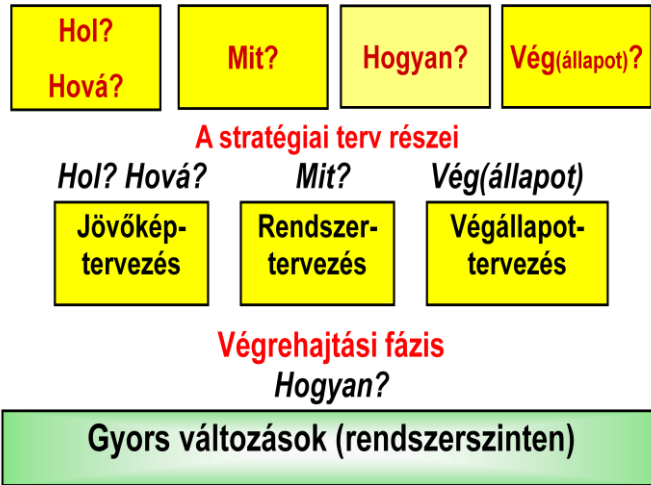 Hol?
Hová?
Mit?
Hogyan?
Vég(állapot)?
A stratégiai terv részei
Hol? Hová?
Mit?
Vég(állapot)
Jövőkép-
tervezés
Rendszer-
tervezés
Végállapot-
tervezés
Végrehajtási fázis
Hogyan?
Gyors változások (rendszerszinten)